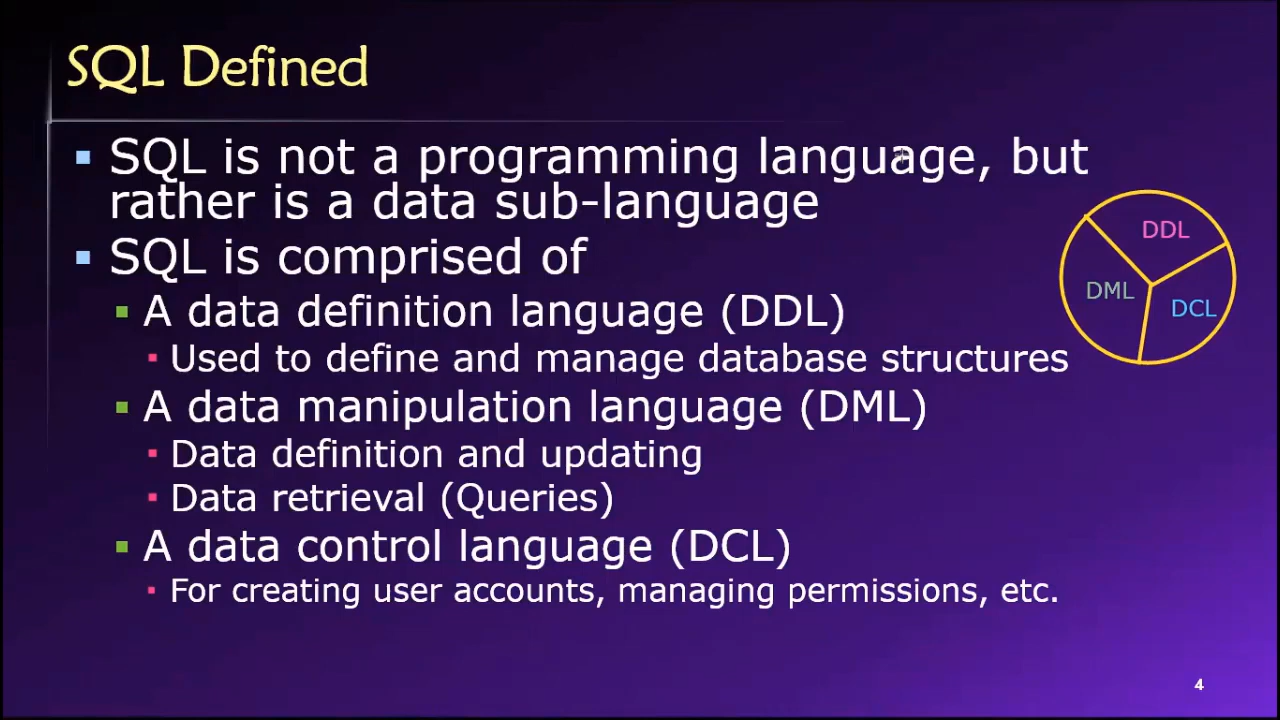 SQL Defined
SQL is not a programming language, but
rather is a data sub-language
SQL is comprised of
A data definition language (DDL)
Used to define and manage database structures
A data manipulation language (DML)
Data definition and updating
Data retrieval (Queries)
A data control language (DCL)
For creating user accounts, managing permissions, etc.
DDL
DML
DCL
4